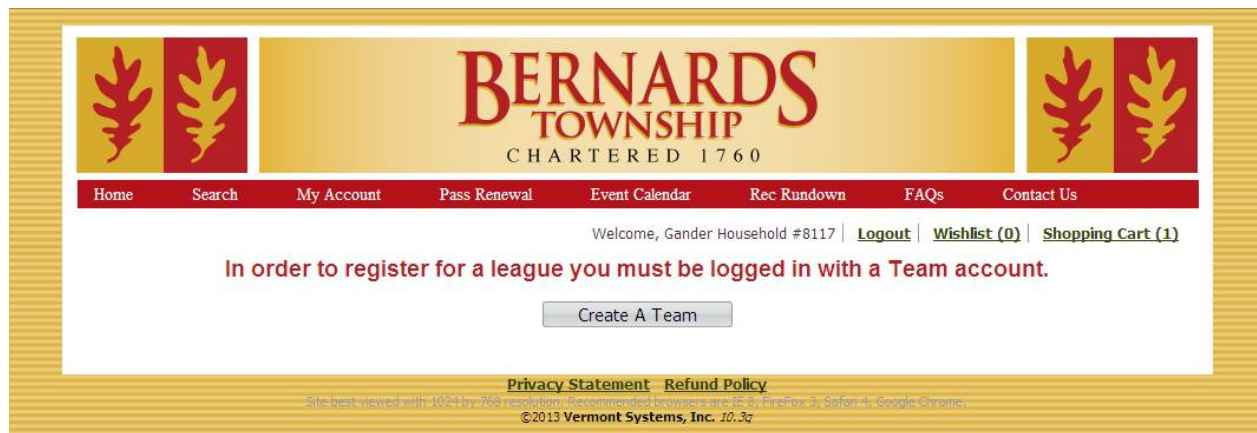 BERNARDS
TOWNSHIP
CHARTERED 1760
Home Search My Account Pass Renewal Event Calendar Rec Rundown FAQs Contact Us
Welcome, Gander Household #8117 Logout Wishlist (0) Shopping Cart (1)
In order to register for a league you must be logged in with a Team account.
Create A Team
Privacy Statement Refund Policy
Site best viewed with 1024 by 768 resolution. Recommended browsers are IE 8, FireFox 3, Safari 4, Google Chrome.
©2013 Vermont Systems, Inc. 10.3q